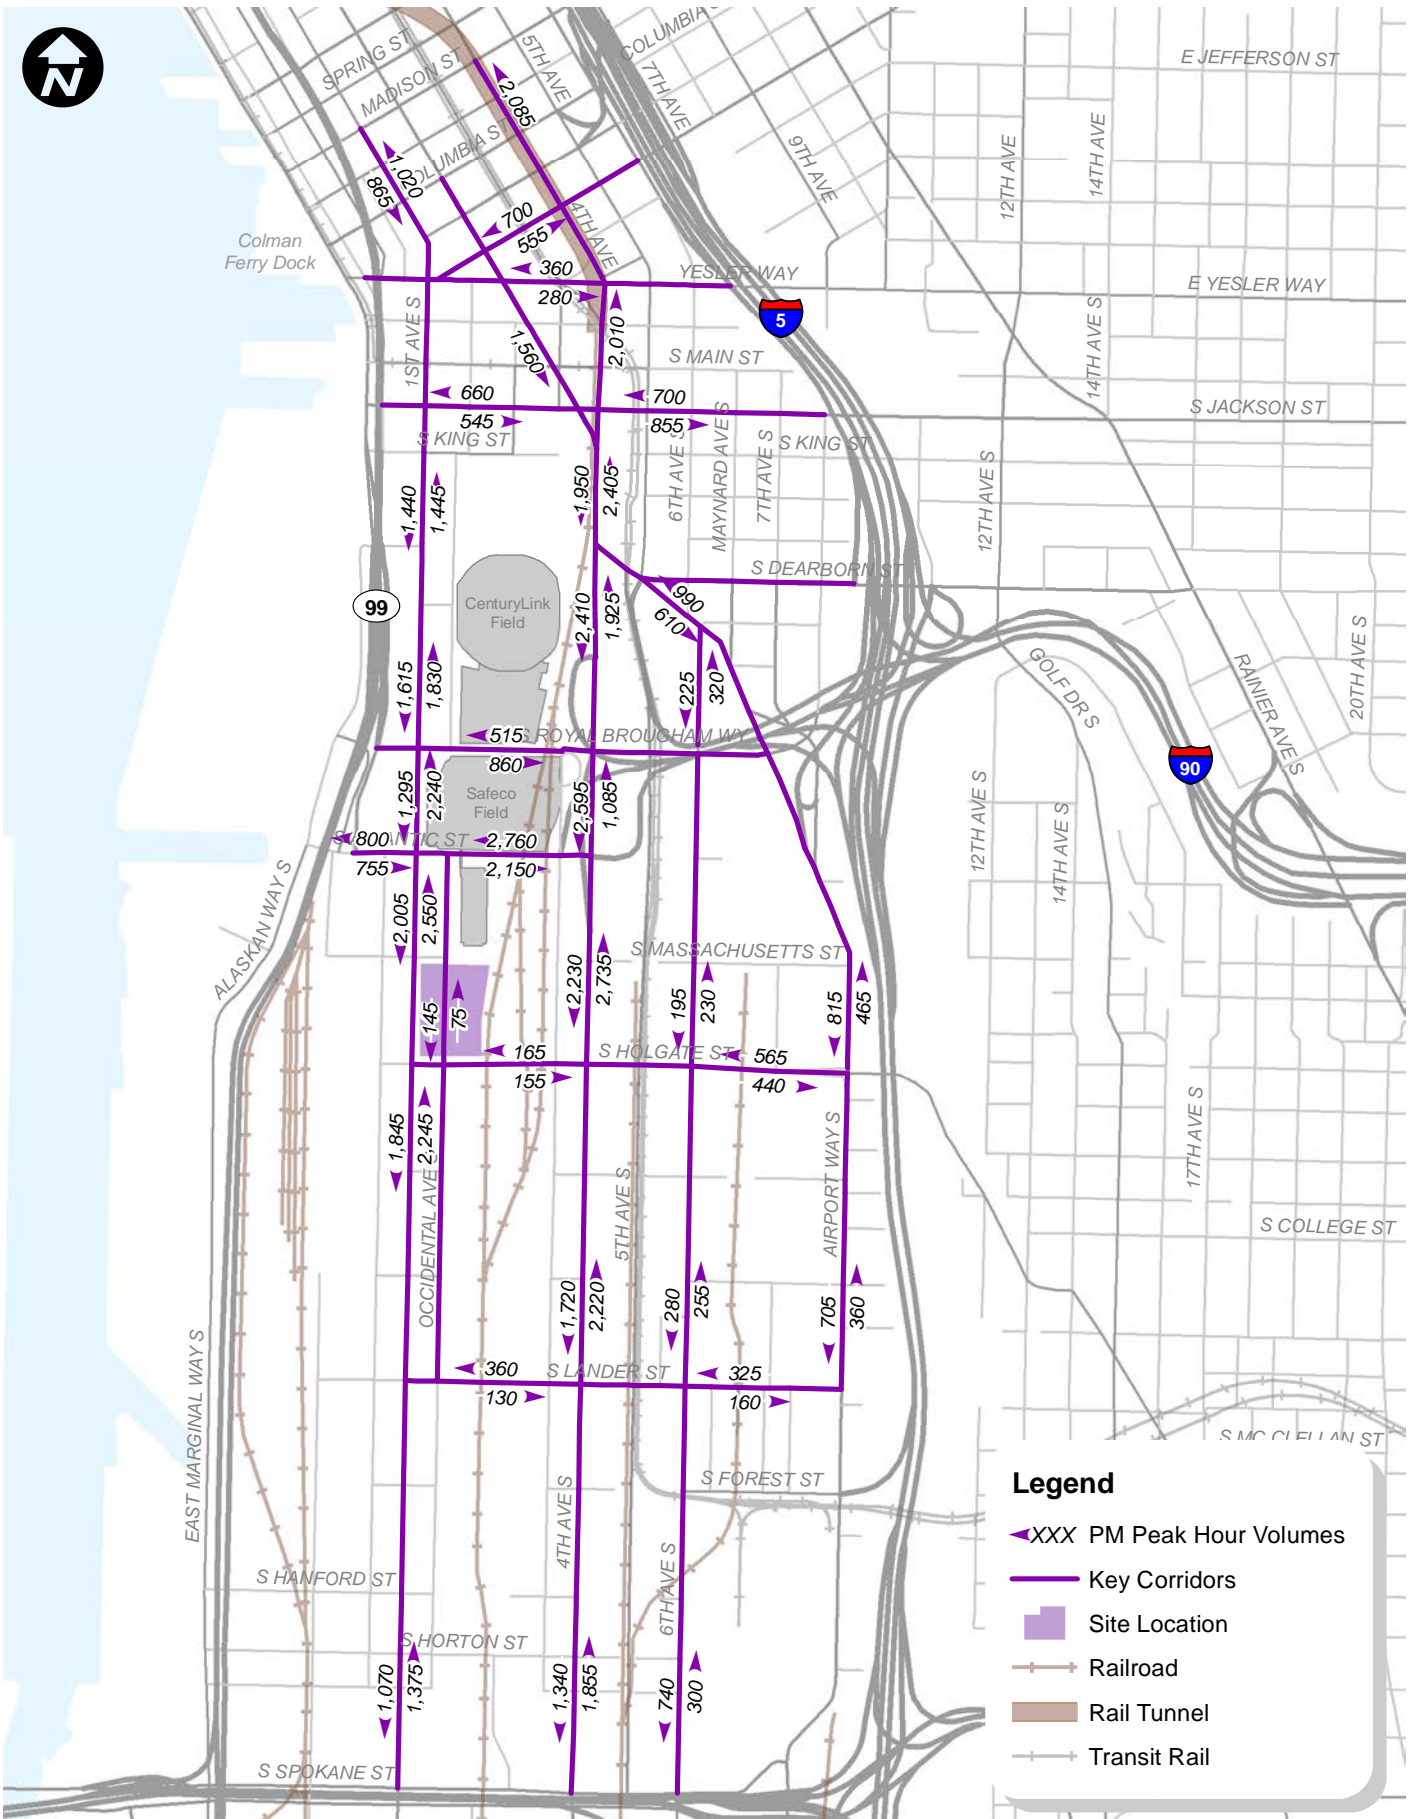 N
SPRING ST
MADISON ST
COLUMBIA ST
5TH AVE
7TH AVE
9TH AVE
12TH AVE
14TH AVE
E JEFFERSON ST
2,085
1,020
865
OLUMBIA ST
700
555
4TH AVE
Colman
Ferry Dock
360
280
YESLER WAY
E YESLER WAY
5
1ST AVE S
1,560
2,010
S MAIN ST
14TH AVE S
660
545
700
855
S JACKSON ST
S KING ST
S KING ST
6TH AVE S
MAYNARD AVE S
7TH AVE S
12TH AVE S
1,440
1,445
1,950
2,405
S DEARBORN ST
CenturyLink
Field
99
990
610
2,410
1,925
1,615
1,830
225
320
GOLF DR S
RAINIER AVE S
20TH AVE S
515
S ROYAL BROUGHAM WY
860
90
1,295
2,240
Safeco
Field
2,595
1,085
12TH AVE S
14TH AVE S
800
NTIC ST
2,760
755
2,150
ALASKAN WAY S
2,005
2,550
S MASSACHUSETTS ST
2,230
2,735
195
230
815
465
145
75
165
S HOLGATE ST
565
155
440
1,845
2,245
OCCIDENTAL AVE
5TH AVE S
AIRPORT WAY S
17TH AVE S
S COLLEGE ST
1,720
2,220
280
255
705
360
EAST MARGINAL WAY S
360
S LANDER ST
325
130
160
S MC CLELLAN ST
S FOREST ST
4TH AVE S
6TH AVE S
S HANFORD ST
S HORTON ST
1,070
1,375
1,340
1,855
740
300
S SPOKANE ST
Legend
XXX PM Peak Hour Volumes
Key Corridors
Site Location
Railroad
Rail Tunnel
Transit Rail